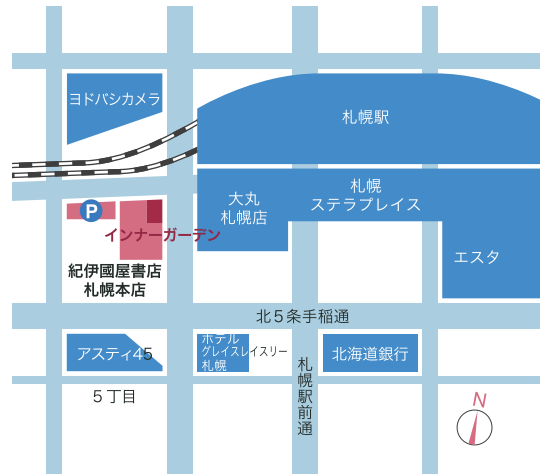 ヨドバシカメラ
札幌駅
大丸
札幌店
札幌
ステラプレイス
エスタ
P
インナーガーデン
紀伊國屋書店
札幌本店
北5条手稲通
アスティ45
ホテル
グレイスレイスリー
札幌
札幌駅前通
北海道銀行
5丁目
N